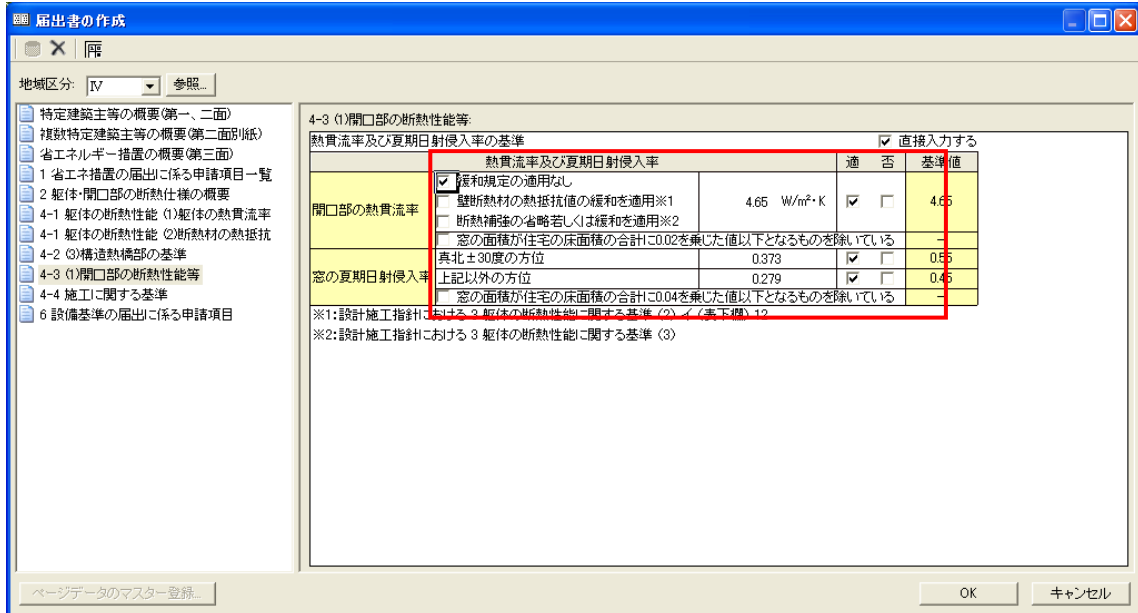 届出書の作成
地域区分: Ⅳ 参照...
特定建築主等の概要(第一、二面)
複数特定建築主等の概要(第二面別紙)
省エネルギー措置の概要(第三面)
1 省エネ措置の届出に係る申請項目一覧
2 躯体・開口部の断熱仕様の概要
4-1 躯体の断熱性能 (1)躯体の熱貫流率
4-1 躯体の断熱性能 (2)断熱材の熱抵抗
4-2 (3)構造熱橋部の基準
4-3 (1)開口部の断熱性能等
4-4 施工に関する基準
6 設備基準の届出に係る申請項目
4-3 (1)開口部の断熱性能等:
熱貫流率及び夏期日射侵入率の基準 直接入力する
熱貫流率及び夏期日射侵入率 適 否 基準値
開口部の熱貫流率
緩和規定の適用なし
壁断熱材の熱抵抗値の緩和を適用※1 4.65 W/m²・K 4.65
断熱補強の省略若しくは緩和を適用※2
窓の面積が住宅の床面積の合計に0.02を乗じた値以下となるものを除いている －
窓の夏期日射侵入率
真北±30度の方位 0.373 0.55
上記以外の方位 0.279 0.45
窓の面積が住宅の床面積の合計に0.04を乗じた値以下となるものを除いている －
※1:設計施工指針における 3 躯体の断熱性能に関する基準 (2) イ (表下欄) 12
※2:設計施工指針における 3 躯体の断熱性能に関する基準 (3)
ページデータのマスター登録... OK キャンセル